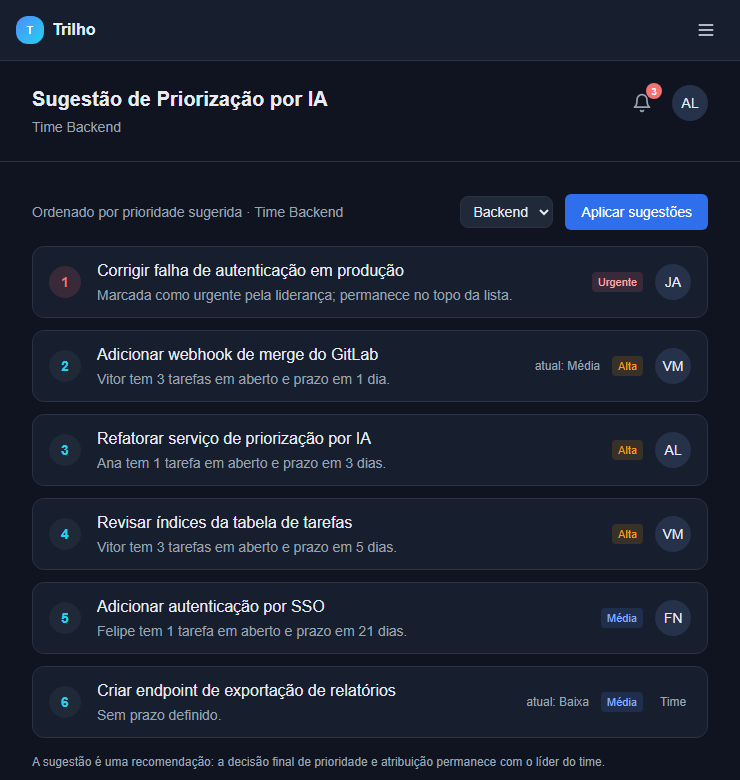 T Trilho
Sugestão de Priorização por IA
Time Backend
3
AL
Ordenado por prioridade sugerida · Time Backend
Backend
Aplicar sugestões
1
Corrigir falha de autenticação em produção
Marcada como urgente pela liderança; permanece no topo da lista.
Urgente
JA
2
Adicionar webhook de merge do GitLab
Vitor tem 3 tarefas em aberto e prazo em 1 dia.
atual: Média
Alta
VM
3
Refatorar serviço de priorização por IA
Ana tem 1 tarefa em aberto e prazo em 3 dias.
Alta
AL
4
Revisar índices da tabela de tarefas
Vitor tem 3 tarefas em aberto e prazo em 5 dias.
Alta
VM
5
Adicionar autenticação por SSO
Felipe tem 1 tarefa em aberto e prazo em 21 dias.
Média
FN
6
Criar endpoint de exportação de relatórios
Sem prazo definido.
atual: Baixa
Média
Time
A sugestão é uma recomendação: a decisão final de prioridade e atribuição permanece com o líder do time.